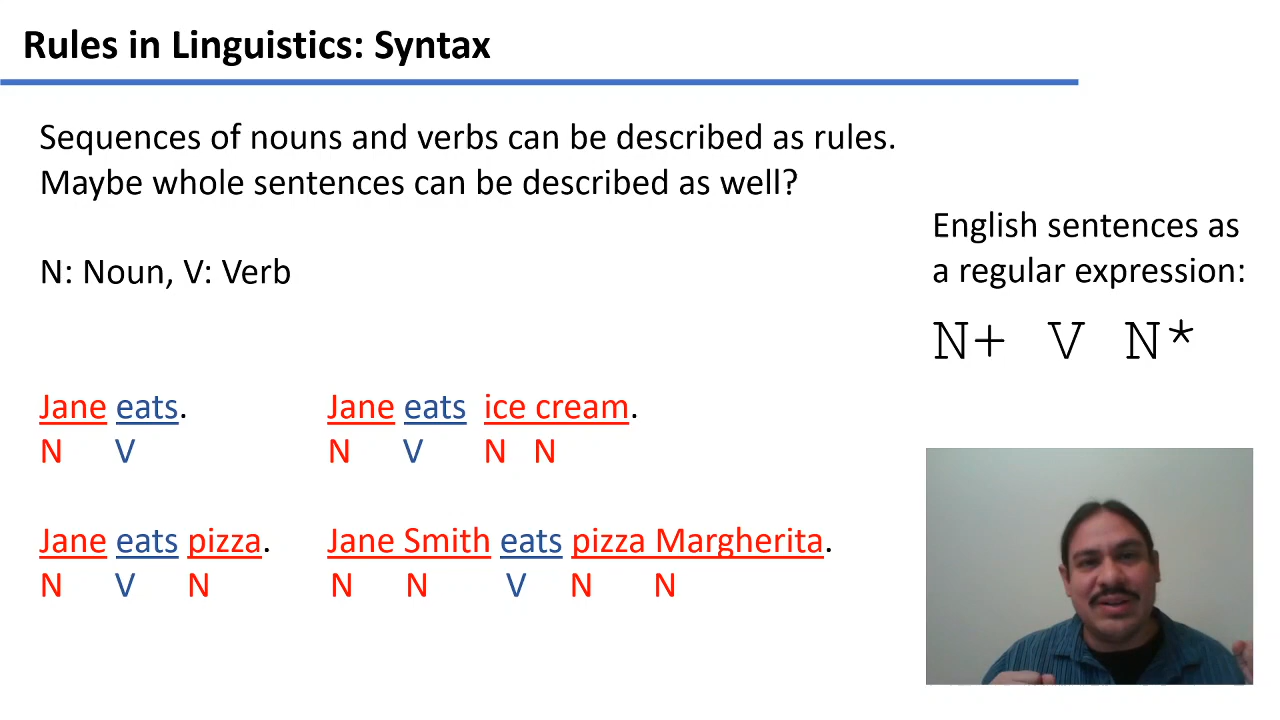 Rules in Linguistics: Syntax
Sequences of nouns and verbs can be described as rules.
Maybe whole sentences can be described as well?
N: Noun, V: Verb
English sentences as
a regular expression:
N+ V N*
Jane eats. Jane eats ice cream.
N V N V N N
Jane eats pizza. Jane Smith eats pizza Margherita.
N V N N N V N N